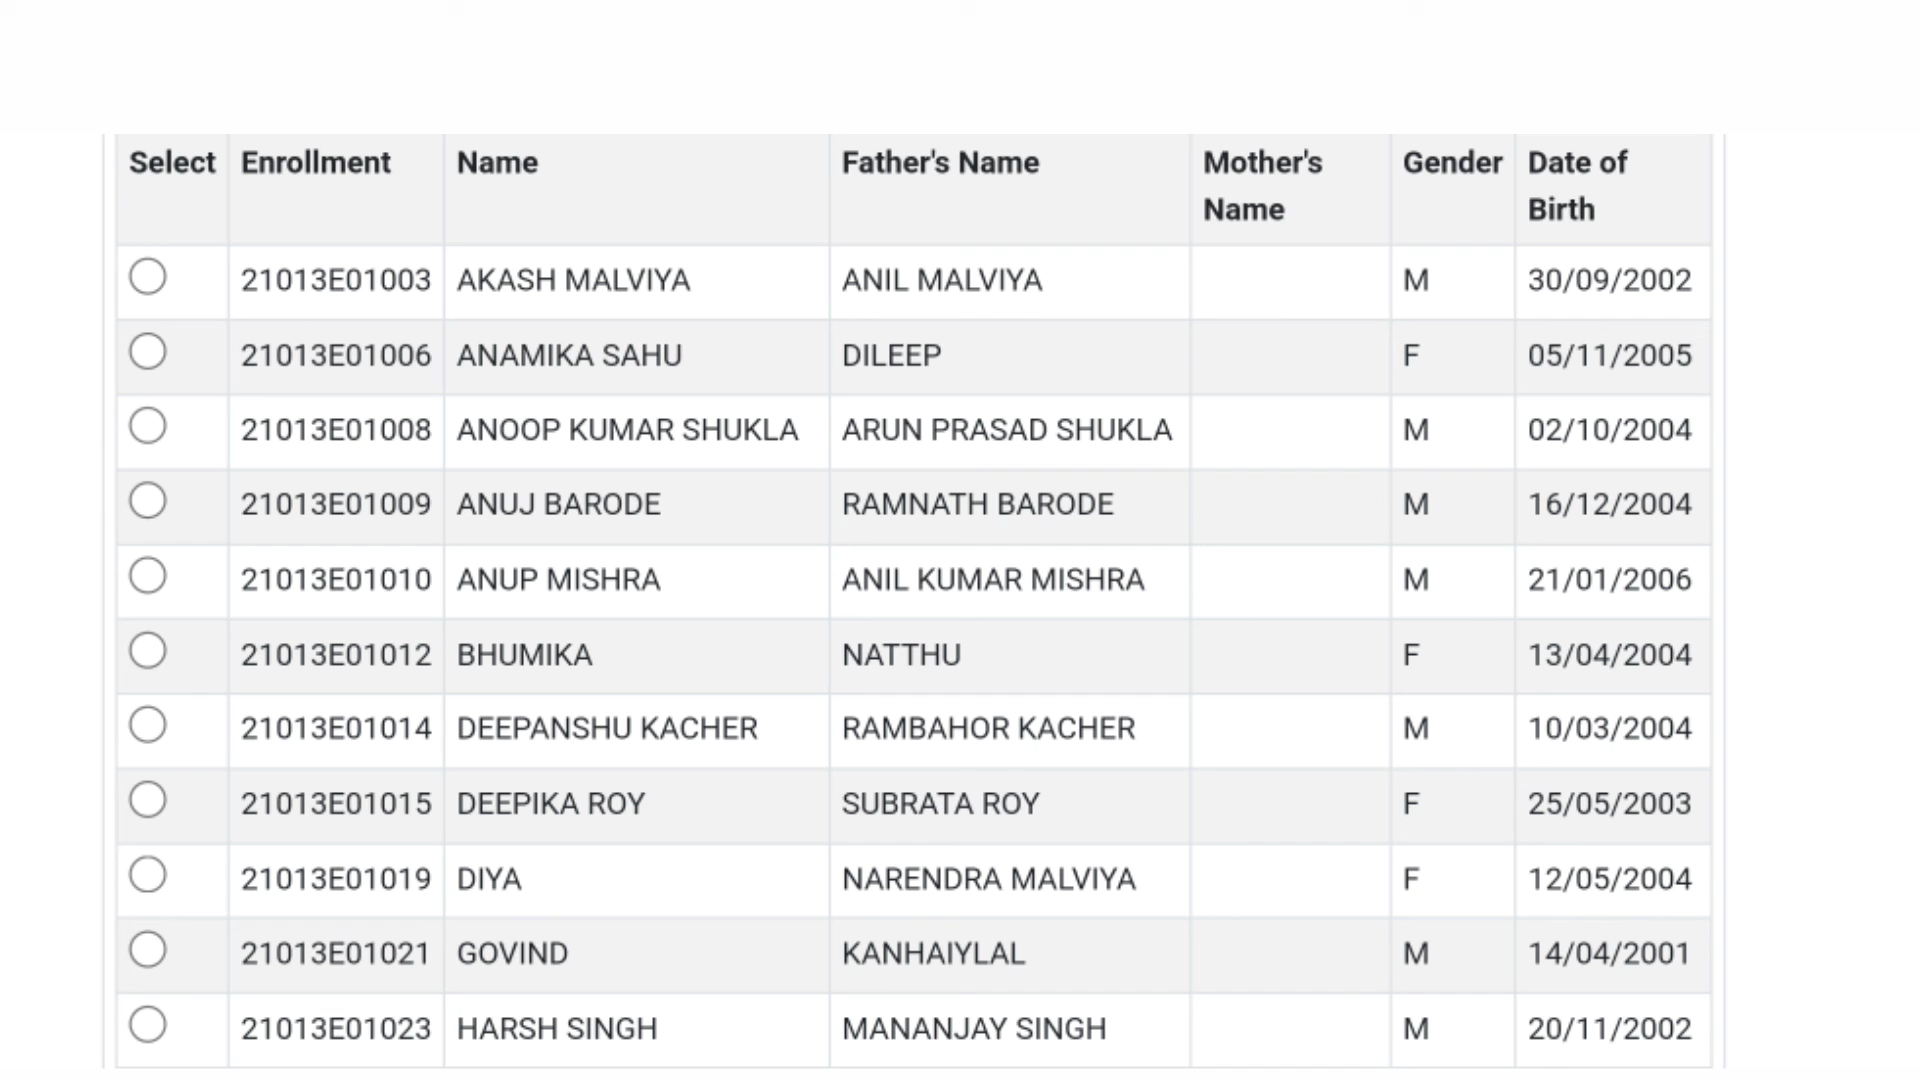 Select Enrollment Name Father's Name Mother's Name Gender Date of Birth
21013E01003 AKASH MALVIYA ANIL MALVIYA M 30/09/2002
21013E01006 ANAMIKA SAHU DILEEP F 05/11/2005
21013E01008 ANOOP KUMAR SHUKLA ARUN PRASAD SHUKLA M 02/10/2004
21013E01009 ANUJ BARODE RAMNATH BARODE M 16/12/2004
21013E01010 ANUP MISHRA ANIL KUMAR MISHRA M 21/01/2006
21013E01012 BHUMIKA NATTHU F 13/04/2004
21013E01014 DEEPANSHU KACHER RAMBAHOR KACHER M 10/03/2004
21013E01015 DEEPIKA ROY SUBRATA ROY F 25/05/2003
21013E01019 DIYA NARENDRA MALVIYA F 12/05/2004
21013E01021 GOVIND KANHAIYLAL M 14/04/2001
21013E01023 HARSH SINGH MANANJAY SINGH M 20/11/2002